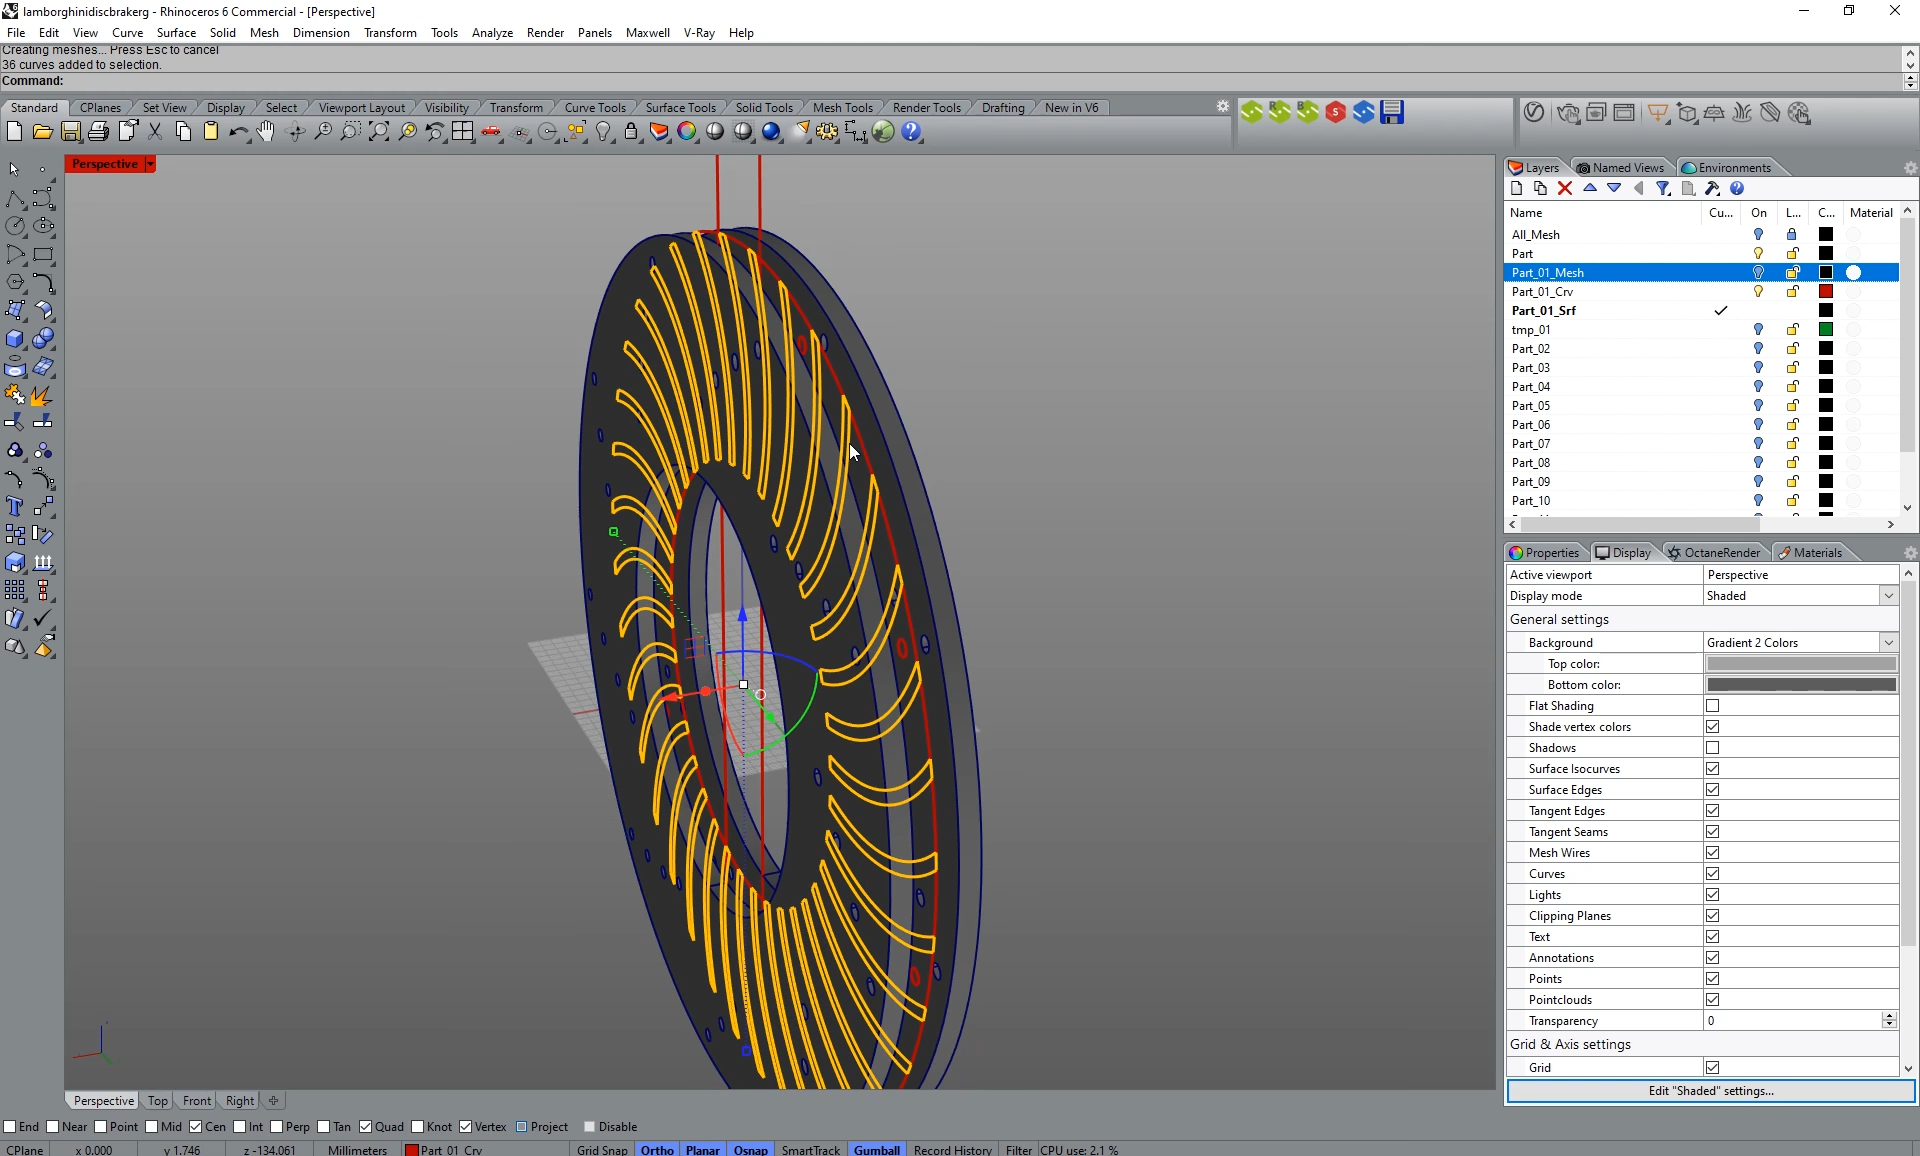 lamborghinidiscbrakerg - Rhinoceros 6 Commercial - [Perspective]
File Edit View Curve Surface Solid Mesh Dimension Transform Tools Analyze Render Panels Maxwell V-Ray Help
Creating meshes... Press Esc to cancel
36 curves added to selection.
Command:
Standard CPlanes Set View Display Select Viewport Layout Visibility Transform Curve Tools Surface Tools Solid Tools Mesh Tools Render Tools Drafting New in V6
Perspective
Layers Named Views Environments
Name Cu... On L... C... Material
All_Mesh
Part
Part_01_Mesh
Part_01_Crv
Part_01_Srf
tmp_01
Part_02
Part_03
Part_04
Part_05
Part_06
Part_07
Part_08
Part_09
Part_10
Properties Display OctaneRender Materials
Active viewport Perspective
Display mode Shaded
General settings
Background Gradient 2 Colors
Top color:
Bottom color:
Flat Shading
Shade vertex colors
Shadows
Surface Isocurves
Surface Edges
Tangent Edges
Tangent Seams
Mesh Wires
Curves
Lights
Clipping Planes
Text
Annotations
Points
Pointclouds
Transparency 0
Grid & Axis settings
Grid
Edit "Shaded" settings...
Perspective Top Front Right
End Near Point Mid Cen Int Perp Tan Quad Knot Vertex Project Disable
CPlane x 0.000 y 1.746 z -134.061 Millimeters Part_01_Crv Grid Snap Ortho Planar Osnap SmartTrack Gumball Record History Filter CPU use: 2.1 %